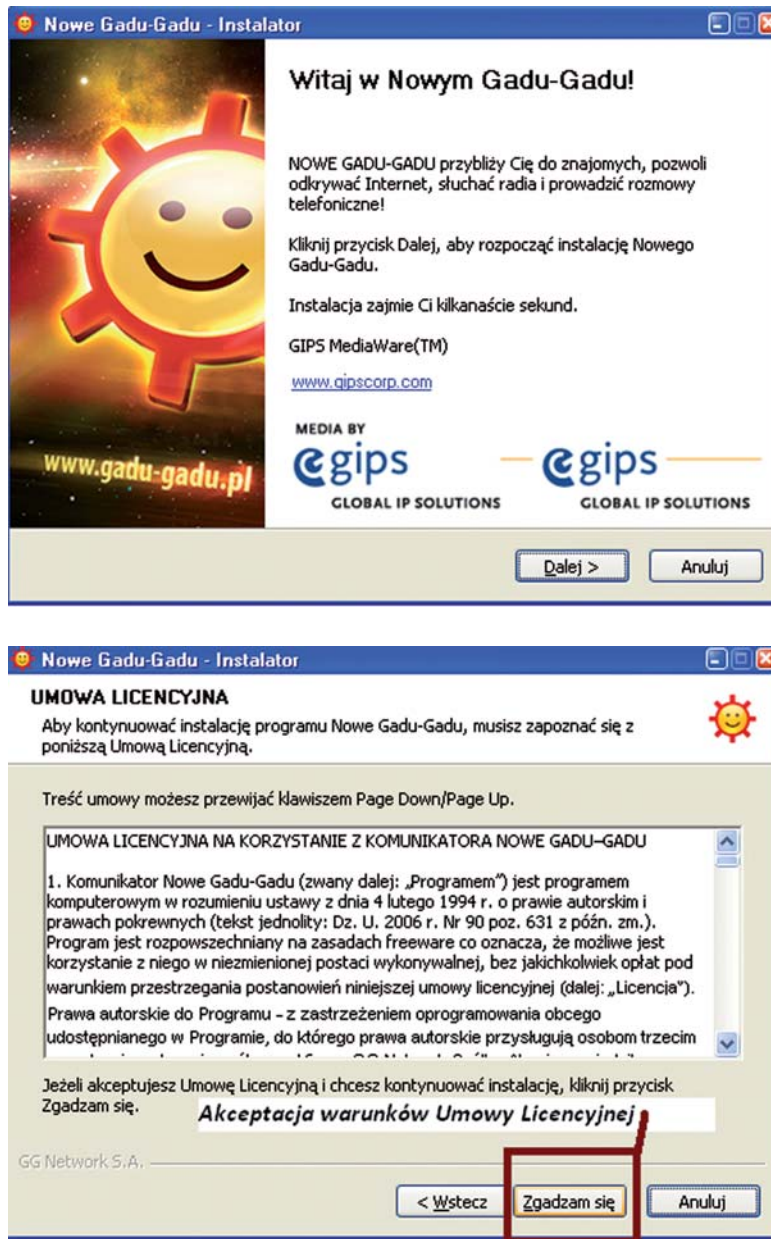 Nowe Gadu-Gadu - Instalator
Witaj w Nowym Gadu-Gadu!
NOWE GADU-GADU przybliży Cię do znajomych, pozwoli
odkrywać Internet, słuchać radia i prowadzić rozmowy
telefoniczne!
Kliknij przycisk Dalej, aby rozpocząć instalację Nowego
Gadu-Gadu.
Instalacja zajmie Ci kilkanaście sekund.
GIPS MediaWare(TM)
www.gipscorp.com
MEDIA BY
gips
GLOBAL IP SOLUTIONS
gips
GLOBAL IP SOLUTIONS
www.gadu-gadu.pl
Dalej >
Anuluj
Nowe Gadu-Gadu - Instalator
UMOWA LICENCYJNA
Aby kontynuować instalację programu Nowe Gadu-Gadu, musisz zapoznać się z
poniższą Umową Licencyjną.
Treść umowy możesz przewijać klawiszem Page Down/Page Up.
UMOWA LICENCYJNA NA KORZYSTANIE Z KOMUNIKATORA NOWE GADU–GADU
1. Komunikator Nowe Gadu-Gadu (zwany dalej: „Programem”) jest programem
komputerowym w rozumieniu ustawy z dnia 4 lutego 1994 r. o prawie autorskim i
prawach pokrewnych (tekst jednolity: Dz. U. 2006 r. Nr 90 poz. 631 z późn. zm.).
Program jest rozpowszechniany na zasadach freeware co oznacza, że możliwe jest
korzystanie z niego w niezmienionej postaci wykonywalnej, bez jakichkolwiek opłat pod
warunkiem przestrzegania postanowień niniejszej umowy licencyjnej (dalej: „Licencja”).
Prawa autorskie do Programu – z zastrzeżeniem oprogramowania obcego
udostępnianego w Programie, do którego prawa autorskie przysługują osobom trzecim
Jeżeli akceptujesz Umowę Licencyjną i chcesz kontynuować instalację, kliknij przycisk
Zgadzam się.
Akceptacja warunków Umowy Licencyjnej
GG Network S.A.
< Wstecz
Zgadzam się
Anuluj